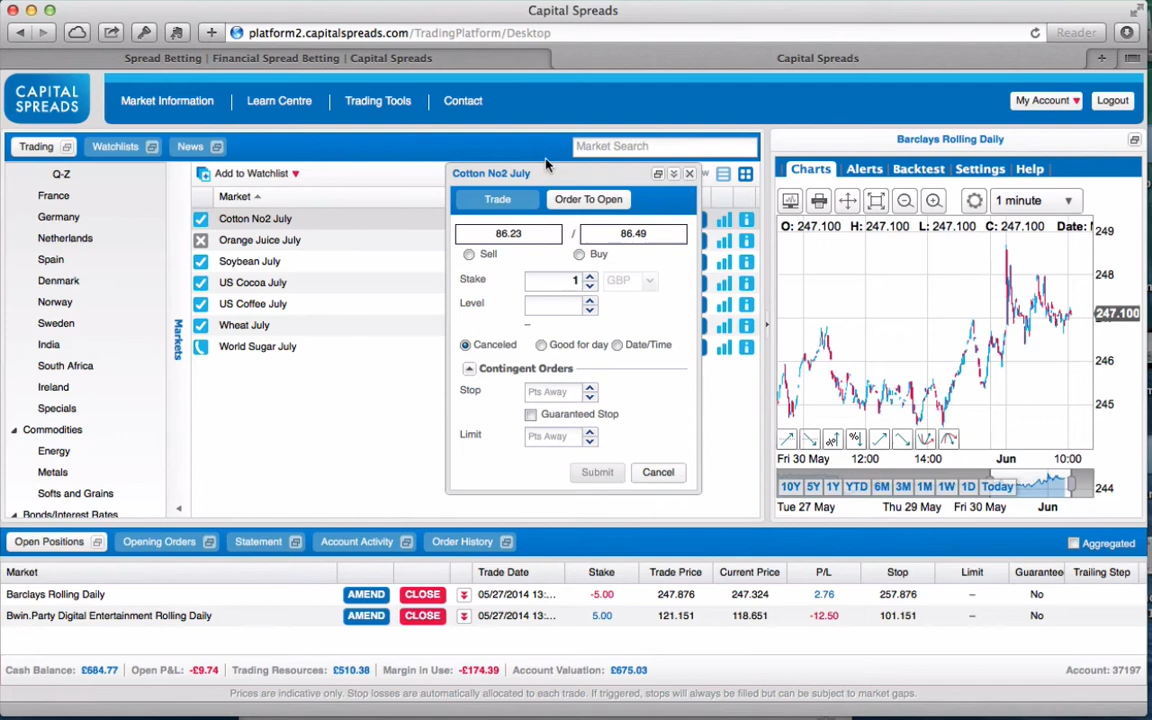 Capital Spreads
platform2.capitalspreads.com/TradingPlatform/Desktop
Reader
Spread Betting | Financial Spread Betting | Capital Spreads
Capital Spreads
CAPITAL SPREADS
Market Information
Learn Centre
Trading Tools
Contact
My Account
Logout
Trading
Watchlists
News
Market Search
Q-Z
France
Germany
Netherlands
Spain
Denmark
Norway
Sweden
India
South Africa
Ireland
Specials
Commodities
Energy
Metals
Softs and Grains
Bonds/Interest Rates
Markets
Add to Watchlist
Market
Cotton No2 July
Orange Juice July
Soybean July
US Cocoa July
US Coffee July
Wheat July
World Sugar July
Cotton No2 July
Trade
Order To Open
86.23 / 86.49
Sell
Buy
Stake 1 GBP
Level
–
Canceled Good for day Date/Time
Contingent Orders
Stop Pts Away
Guaranteed Stop
Limit Pts Away
Submit
Cancel
Barclays Rolling Daily
Charts Alerts Backtest Settings Help
1 minute
O: 247.100 H: 247.100 L: 247.100 C: 247.100 Date:
249
248
247.100
246
245
244
Fri 30 May 12:00 14:00 Jun 10:00
10Y 5Y 1Y YTD 6M 3M 1M 1W 1D Today
Tue 27 May Thu 29 May Fri 30 May Jun
Open Positions
Opening Orders
Statement
Account Activity
Order History
Aggregated
Market Trade Date Stake Trade Price Current Price P/L Stop Limit Guarantee Trailing Step
Barclays Rolling Daily AMEND CLOSE 05/27/2014 13:... -5.00 247.876 247.324 2.76 257.876 – No
Bwin.Party Digital Entertainment Rolling Daily AMEND CLOSE 05/27/2014 13:... 5.00 121.151 118.651 -12.50 101.151 – No
Cash Balance: £684.77 Open P&L: -£9.74 Trading Resources: £510.38 Margin in Use: -£174.39 Account Valuation: £675.03 Account: 37197
Prices are indicative only. Stop losses are automatically allocated to each trade. If triggered, stops will always be filled but can be subject to market gaps.